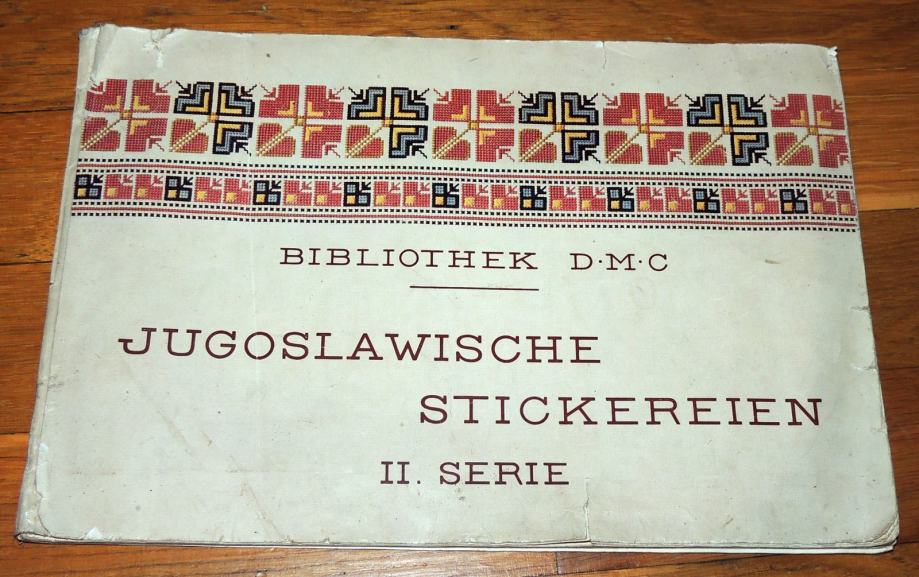 BIBLIOTHEK D·M·C
JUGOSLAWISCHE
STICKEREIEN
II. SERIE